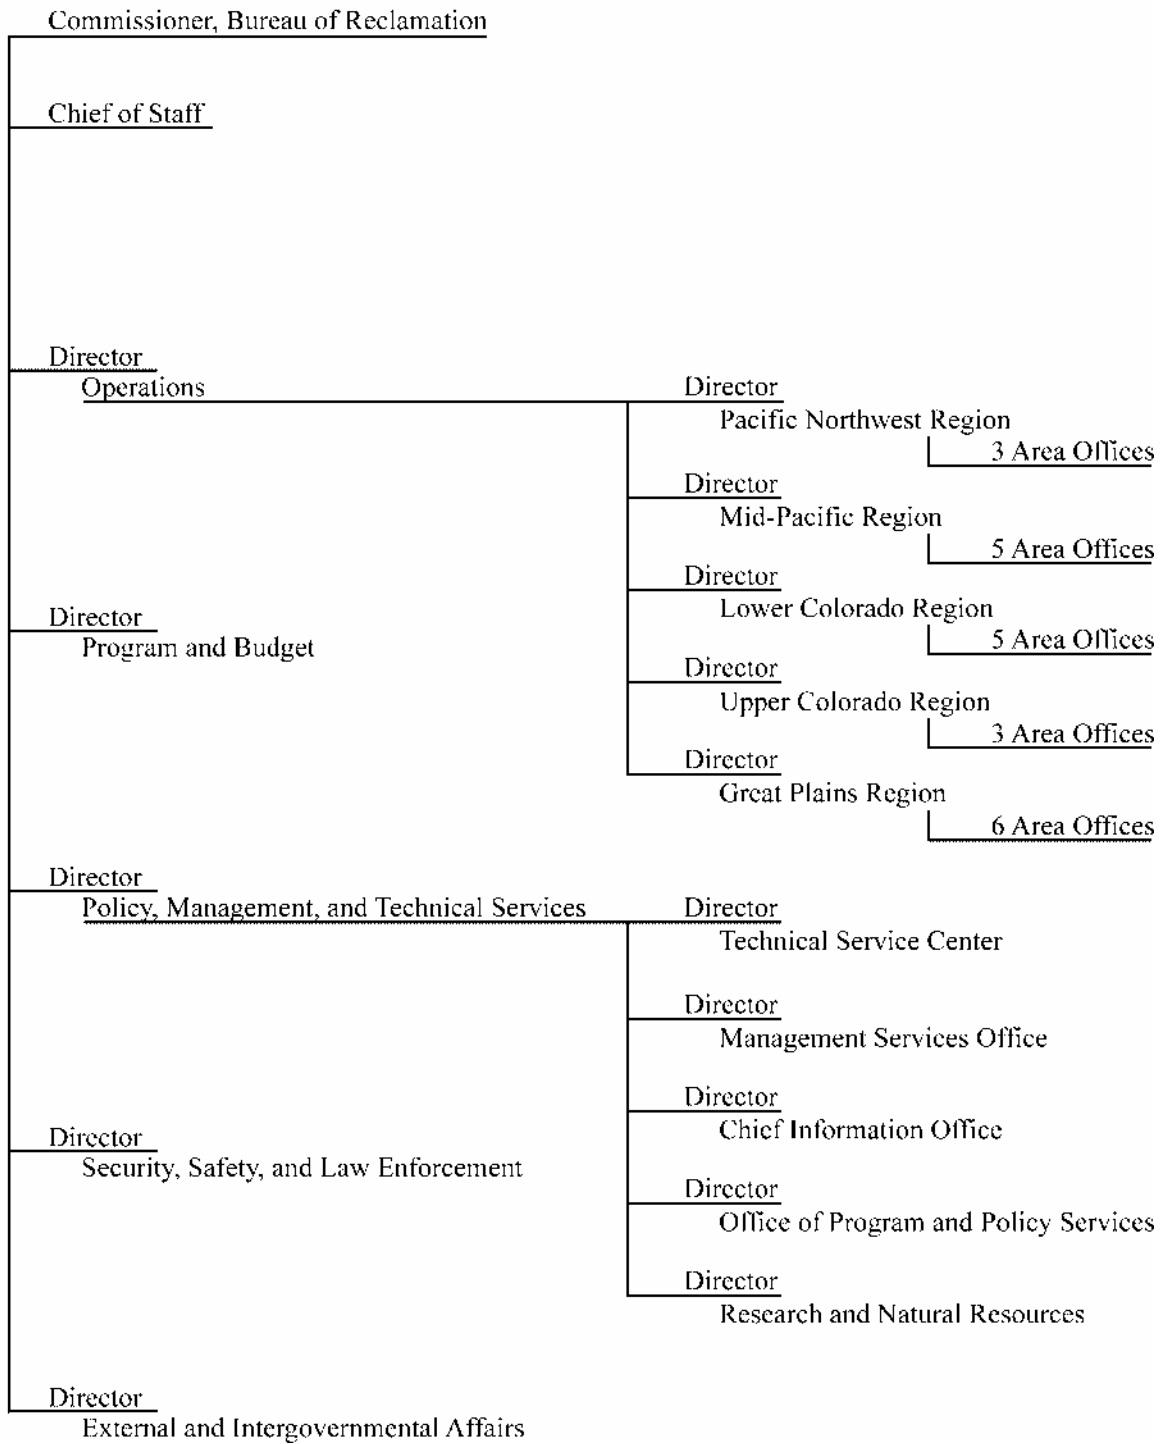 Commissioner, Bureau of Reclamation
Chief of Staff
Director
Operations
Director
Pacific Northwest Region
3 Area Offices
Director
Mid-Pacific Region
5 Area Offices
Director
Lower Colorado Region
5 Area Offices
Director
Upper Colorado Region
3 Area Offices
Director
Great Plains Region
6 Area Offices
Director
Program and Budget
Director
Policy, Management, and Technical Services
Director
Technical Service Center
Director
Management Services Office
Director
Chief Information Office
Director
Office of Program and Policy Services
Director
Research and Natural Resources
Director
Security, Safety, and Law Enforcement
Director
External and Intergovernmental Affairs